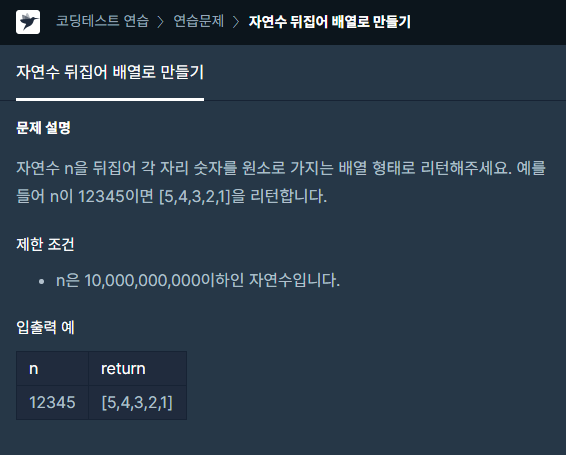 코딩테스트 연습 > 연습문제 > 자연수 뒤집어 배열로 만들기
자연수 뒤집어 배열로 만들기
문제 설명
자연수 n을 뒤집어 각 자리 숫자를 원소로 가지는 배열 형태로 리턴해주세요. 예를
들어 n이 12345이면 [5,4,3,2,1]을 리턴합니다.
제한 조건
• n은 10,000,000,000이하인 자연수입니다.
입출력 예
n return
12345 [5,4,3,2,1]